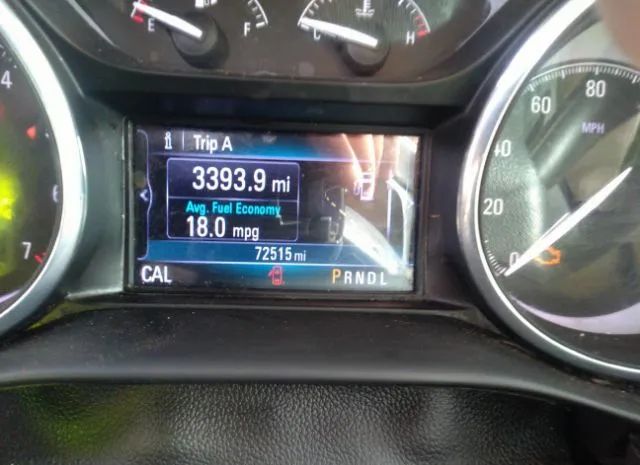 E F C H
4
6
7
i Trip A
3393.9 mi
Avg. Fuel Economy
18.0 mpg
72515 mi
CAL PRNDL
0
20
40
60
80
MPH